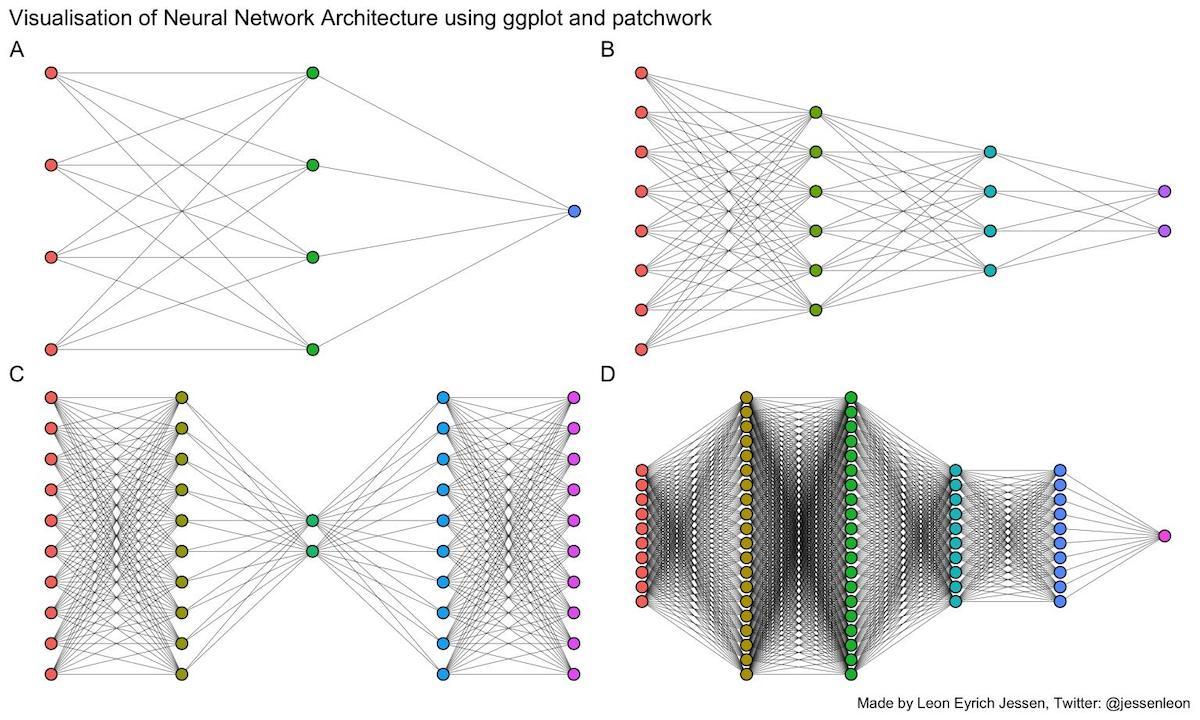 Visualisation of Neural Network Architecture using ggplot and patchwork
A
B
C
D
Made by Leon Eyrich Jessen, Twitter: @jessenleon